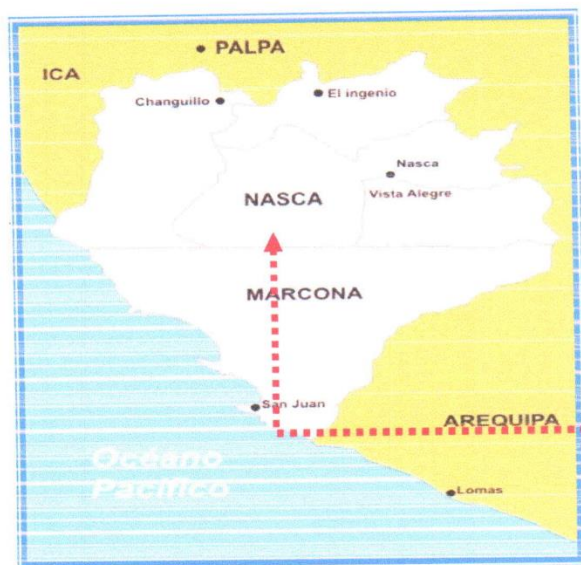 PALPA
ICA
Changuillo
El ingenio
Nasca
Vista Alegre
NASCA
MARCONA
San Juan
AREQUIPA
Océano
Pacífico
Lomas